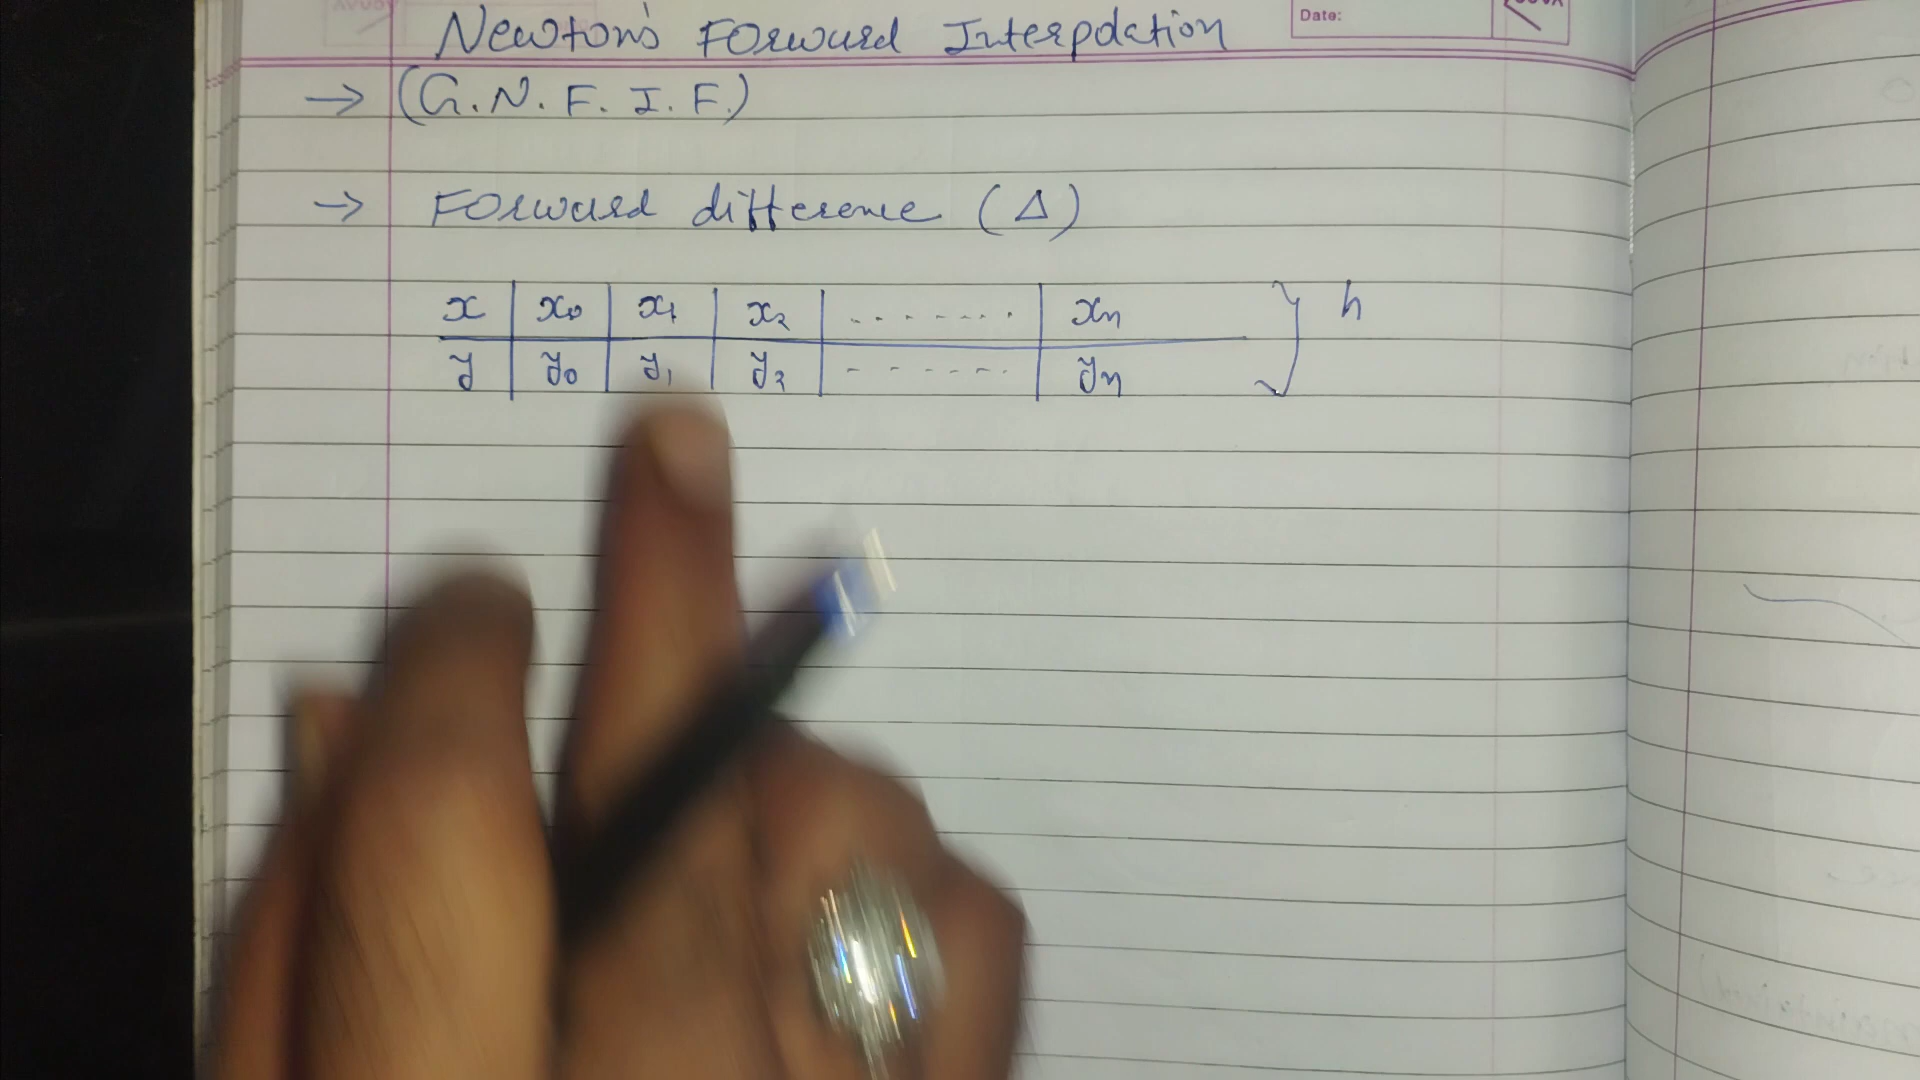 Date:
Newton's Forward Interpolation
→ (G.N.F.I.F.)
→ Forward difference (Δ)
x | x₀ | x₁ | x₂ | ........ | xₙ } h
y | y₀ | y₁ | y₂ | ........ | yₙ